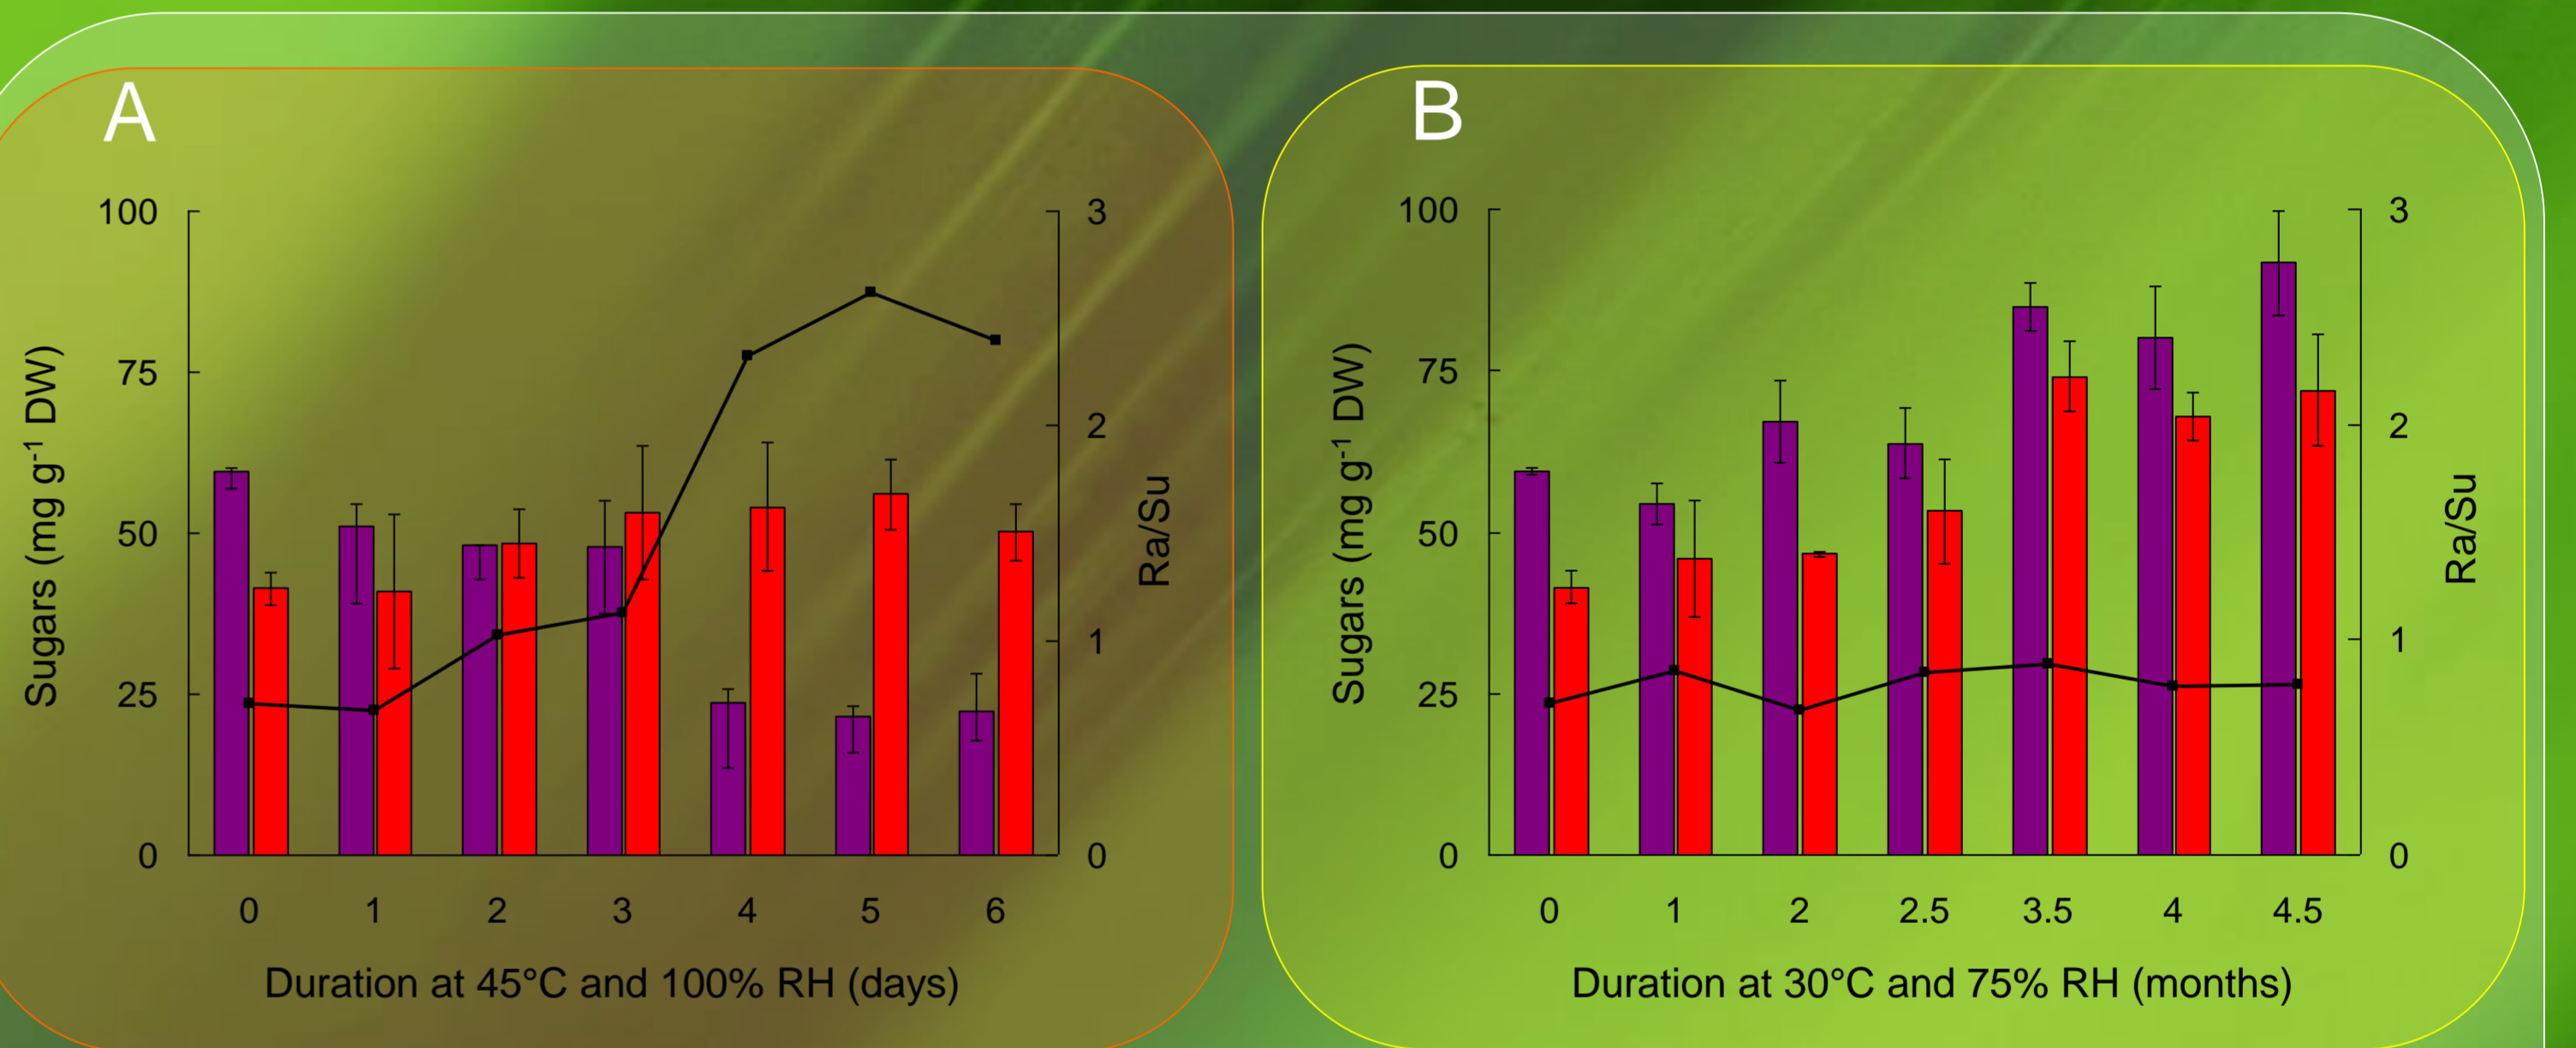 A
100
75
50
25
0
Sugars (mg g-1 DW)
3
2
1
0
Ra/Su
0 1 2 3 4 5 6
Duration at 45°C and 100% RH (days)
B
100
75
50
25
0
Sugars (mg g-1 DW)
3
2
1
0
Ra/Su
0 1 2 2.5 3.5 4 4.5
Duration at 30°C and 75% RH (months)